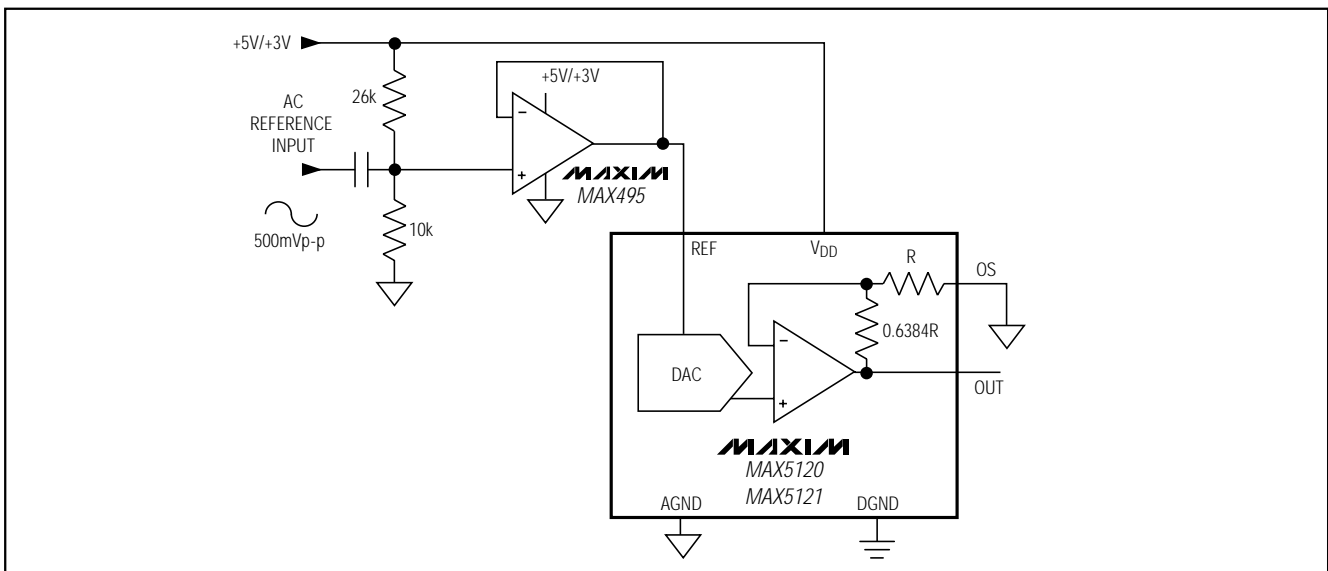 +5V/+3V
26k
AC
REFERENCE
INPUT
500mVp-p
10k
+5V/+3V
−
+
MAXIM
MAX495
REF
VDD
R
OS
0.6384R
−
+
DAC
OUT
MAXIM
MAX5120
MAX5121
AGND
DGND